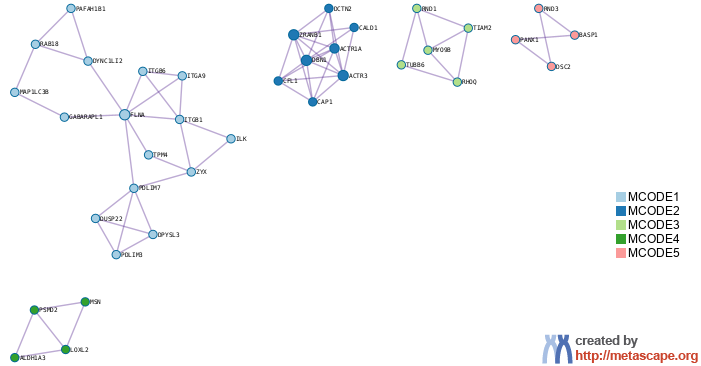 PAFAH1B1
RAB18
DYNC1LI2
MAP1LC3B
GABARAPL1
FLNA
ITGB6
ITGA9
ITGB1
ILK
TPM4
ZYX
PDLIM7
DUSP22
DPYSL3
PDLIM3
DCTN2
CALD1
ZRANB1
ACTR1A
DBN1
ACTR3
CFL1
CAP1
RND1
TIAM2
MYO9B
TUBB6
RHOQ
RND3
BASP1
PANX1
DSC2
MCODE1
MCODE2
MCODE3
MCODE4
MCODE5
MSN
PSMD2
LOXL2
ALDH1A3
created by
http://metascape.org